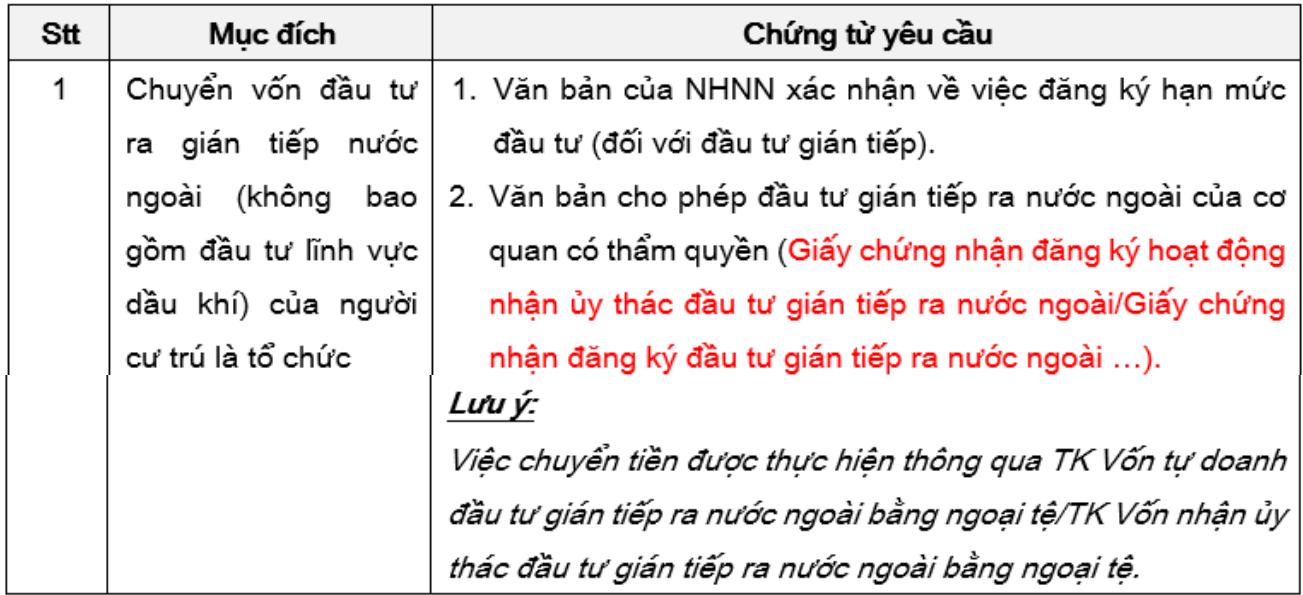 Stt
Mục đích
Chứng từ yêu cầu
1
Chuyển vốn đầu tư
ra gián tiếp nước
ngoài (không bao
gồm đầu tư lĩnh vực
dầu khí) của người
cư trú là tổ chức
1. Văn bản của NHNN xác nhận về việc đăng ký hạn mức
đầu tư (đối với đầu tư gián tiếp).
2. Văn bản cho phép đầu tư gián tiếp ra nước ngoài của cơ
quan có thẩm quyền (Giấy chứng nhận đăng ký hoạt động
nhận ủy thác đầu tư gián tiếp ra nước ngoài/Giấy chứng
nhận đăng ký đầu tư gián tiếp ra nước ngoài …).
Lưu ý:
Việc chuyển tiền được thực hiện thông qua TK Vốn tự doanh
đầu tư gián tiếp ra nước ngoài bằng ngoại tệ/TK Vốn nhận ủy
thác đầu tư gián tiếp ra nước ngoài bằng ngoại tệ.